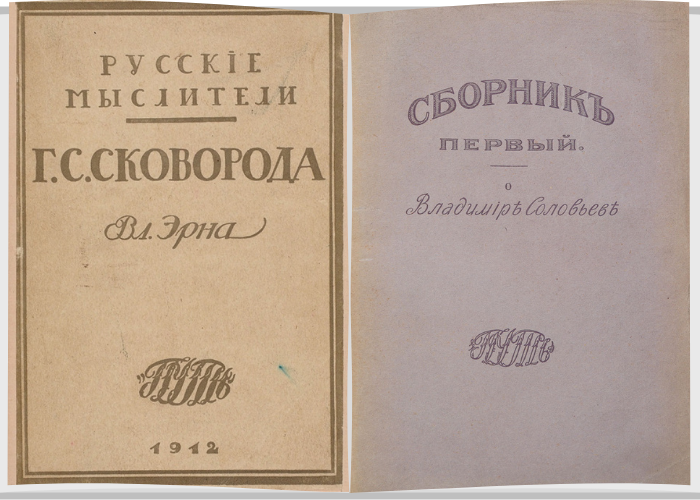 РУССКІЕ
МЫСЛИТЕЛИ
Г.С.СКОВОРОДА
Вл. Эрна
„ПУТЬ"
1912
СБОРНИКЪ
ПЕРВЫЙ.
О
Владимірѣ Соловьевѣ
„ПУТЬ"